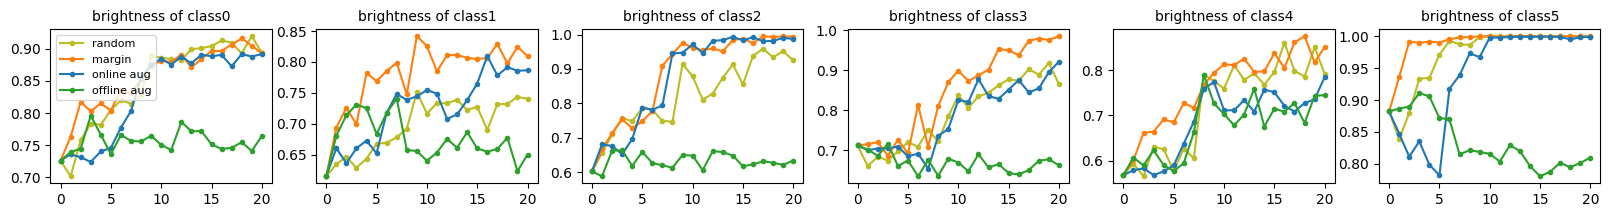 brightness of class0
0.90
0.85
0.80
0.75
0.70
random
margin
online aug
offline aug
0 5 10 15 20
brightness of class1
0.85
0.80
0.75
0.70
0.65
0 5 10 15 20
brightness of class2
1.0
0.9
0.8
0.7
0.6
0 5 10 15 20
brightness of class3
1.0
0.9
0.8
0.7
0 5 10 15 20
brightness of class4
0.8
0.7
0.6
0 5 10 15 20
brightness of class5
1.00
0.95
0.90
0.85
0.80
0 5 10 15 20